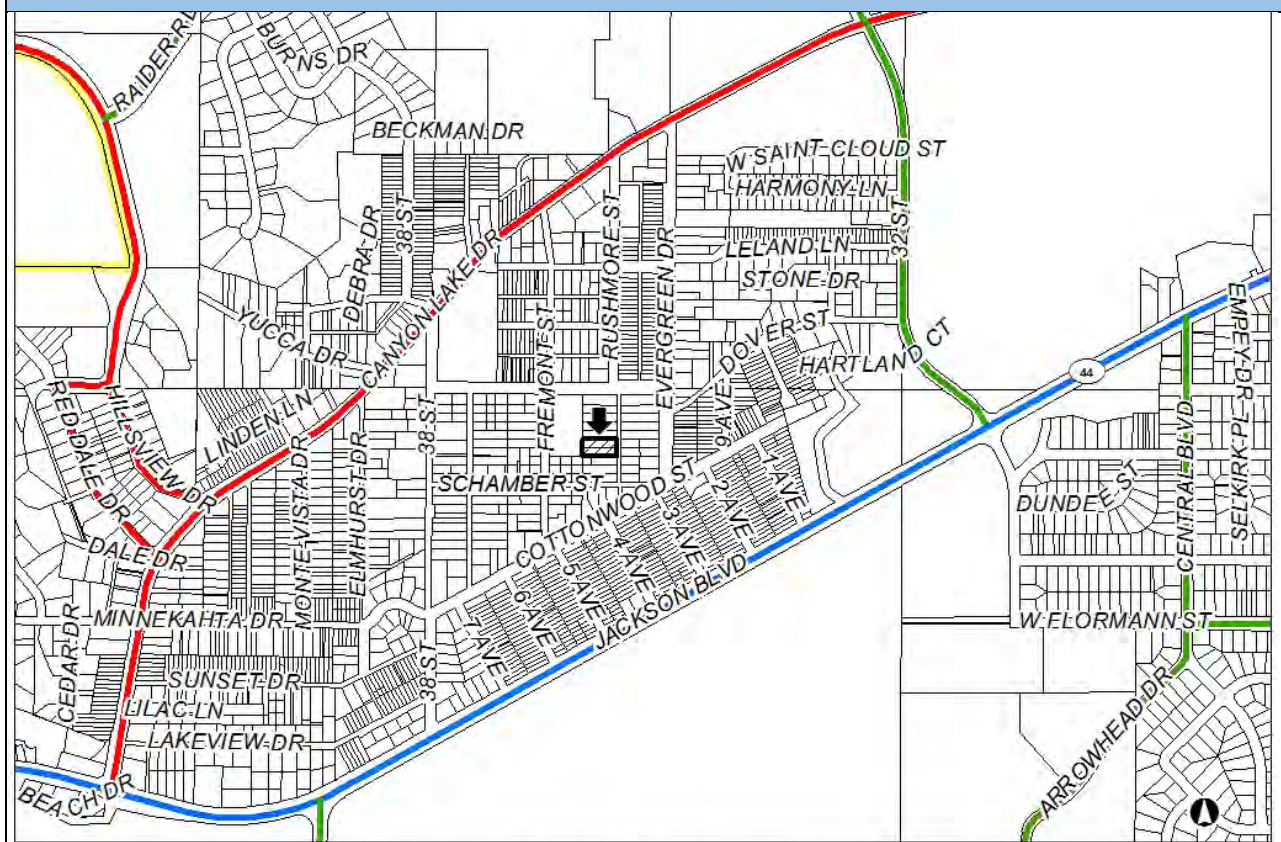 RAIDER RD
BURNS DR
BECKMAN DR
W SAINT CLOUD ST
HARMONY LN
38 ST
DEBRA DR
RUSHMORE ST
32 ST
LELAND LN
CANYON LAKE DR
EVERGREEN DR
STONE DR
YUCCA DR
FREMONT ST
DOVER ST
HARTLAND CT
EMPEY DR
44
RED DALE DR
HILLSVIEW DR
LINDEN LN
38 ST
9 AVE
CENTRAL BLVD
SELKIRK PL
MONTE VISTA DR
ELMHURST DR
SCHAMBER ST
COTTONWOOD ST
1 AVE
2 AVE
3 AVE
4 AVE
5 AVE
6 AVE
7 AVE
DUNDEE ST
DALE DR
JACKSON BLVD
MINNEKAHTA DR
W FLORMANN ST
CEDAR DR
SUNSET DR
38 ST
LILAC LN
LAKEVIEW DR
ARROWHEAD DR
BEACH DR